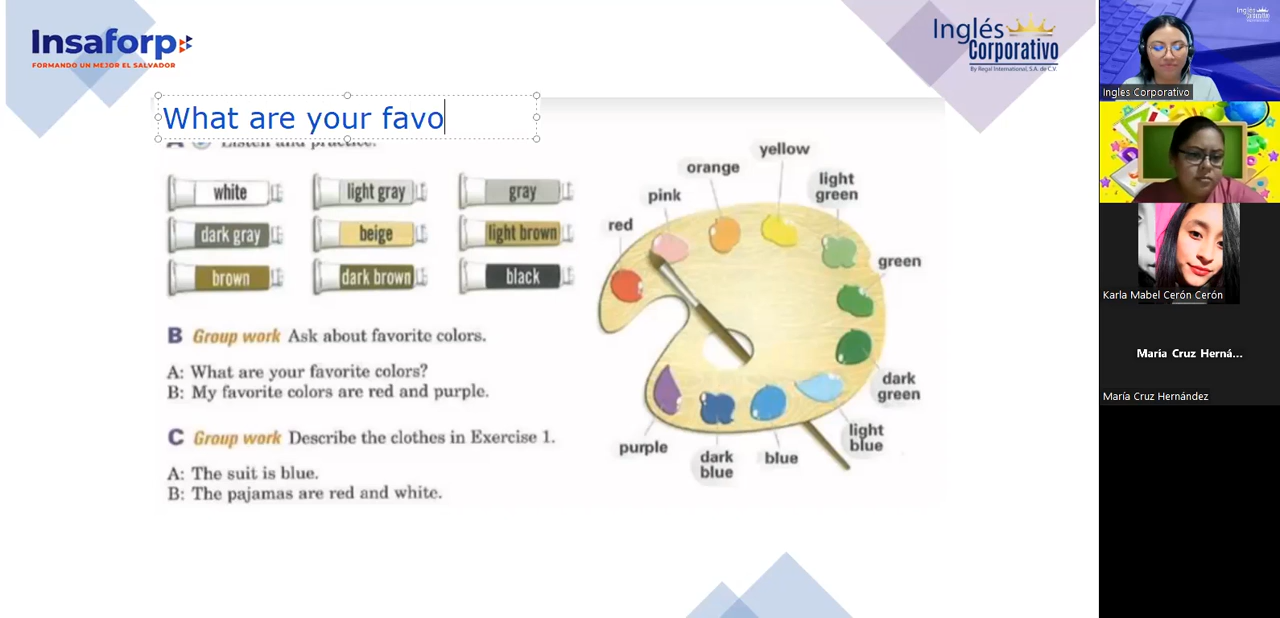 Insaforp
FORMANDO UN MEJOR EL SALVADOR
Inglés
Corporativo
By Regal International, S.A. de C.V.
What are your favo
A Listen and practice.
white
light gray
gray
dark gray
beige
light brown
brown
dark brown
black
red
pink
orange
yellow
light
green
green
dark
green
light
blue
blue
dark
blue
purple
B Group work Ask about favorite colors.
A: What are your favorite colors?
B: My favorite colors are red and purple.
C Group work Describe the clothes in Exercise 1.
A: The suit is blue.
B: The pajamas are red and white.
Ingles Corporativo
Karla Mabel Cerón Cerón
Maria Cruz Herná...
María Cruz Hernández